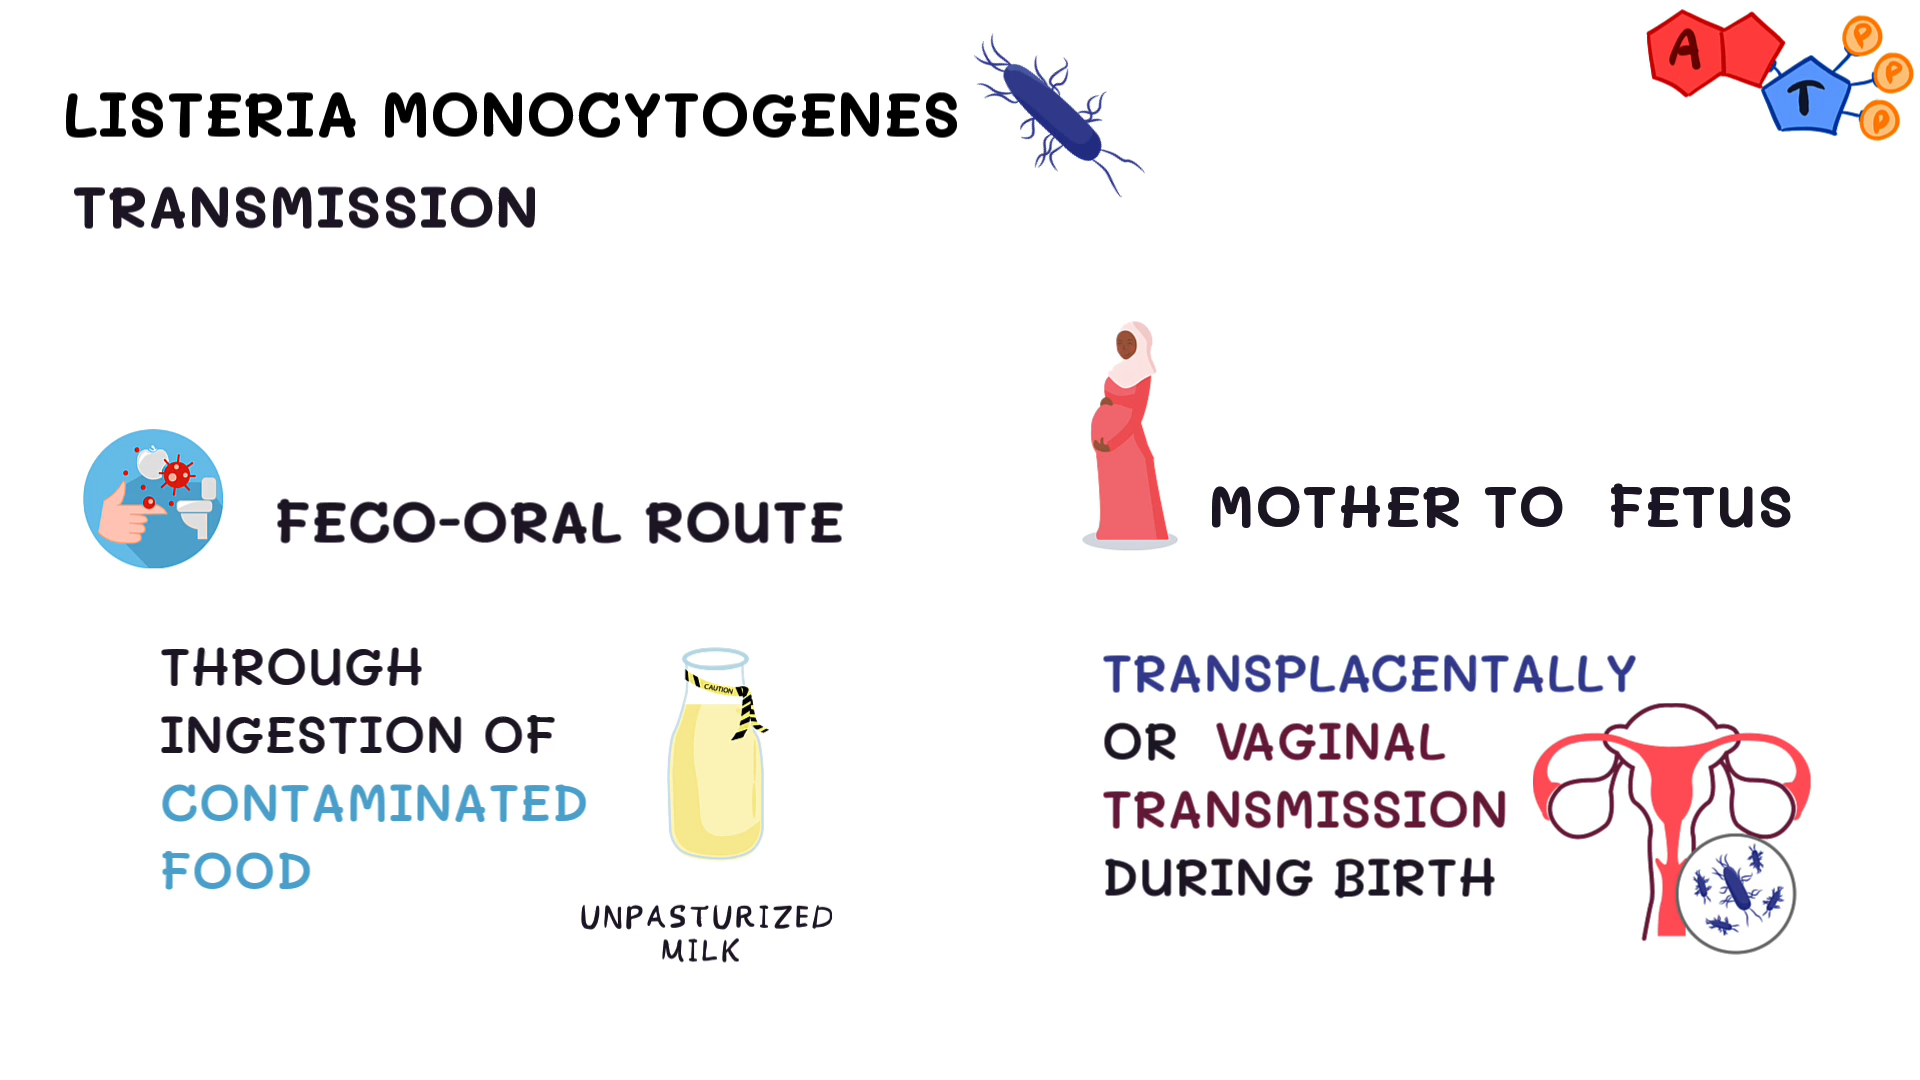 LISTERIA MONOCYTOGENES
TRANSMISSION
A
T
P
P
P
FECO-ORAL ROUTE
THROUGH
INGESTION OF
CONTAMINATED
FOOD
CAUTION
UNPASTURIZED
MILK
MOTHER TO FETUS
TRANSPLACENTALLY
OR VAGINAL
TRANSMISSION
DURING BIRTH